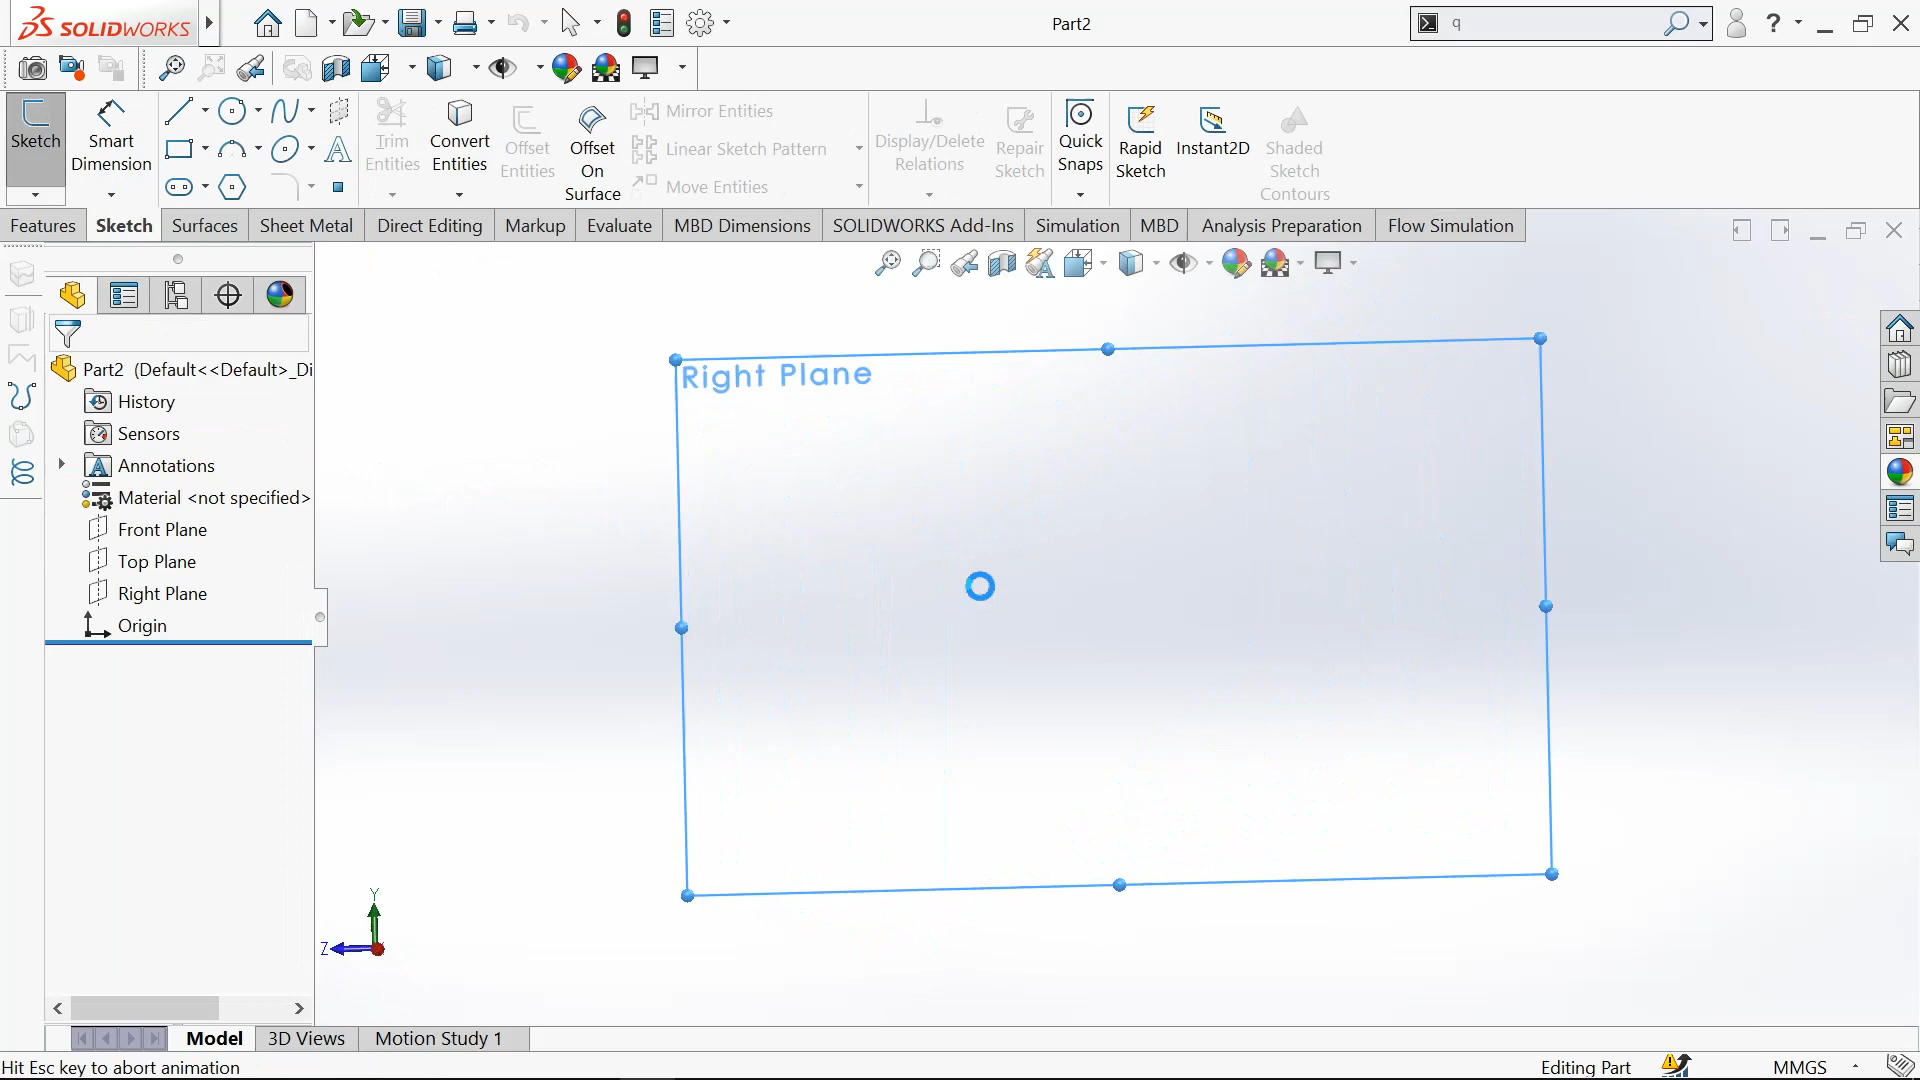 SOLIDWORKS
Part2
q
?
Sketch
Smart
Dimension
Trim
Entities
Convert
Entities
Offset
Entities
Offset
On
Surface
Mirror Entities
Linear Sketch Pattern
Move Entities
Display/Delete
Relations
Repair
Sketch
Quick
Snaps
Rapid
Sketch
Instant2D
Shaded
Sketch
Contours
Features
Sketch
Surfaces
Sheet Metal
Direct Editing
Markup
Evaluate
MBD Dimensions
SOLIDWORKS Add-Ins
Simulation
MBD
Analysis Preparation
Flow Simulation
Part2 (Default<<Default>_Di
History
Sensors
Annotations
Material <not specified>
Front Plane
Top Plane
Right Plane
Origin
Right Plane
Y
Z
Model
3D Views
Motion Study 1
Hit Esc key to abort animation
Editing Part
MMGS